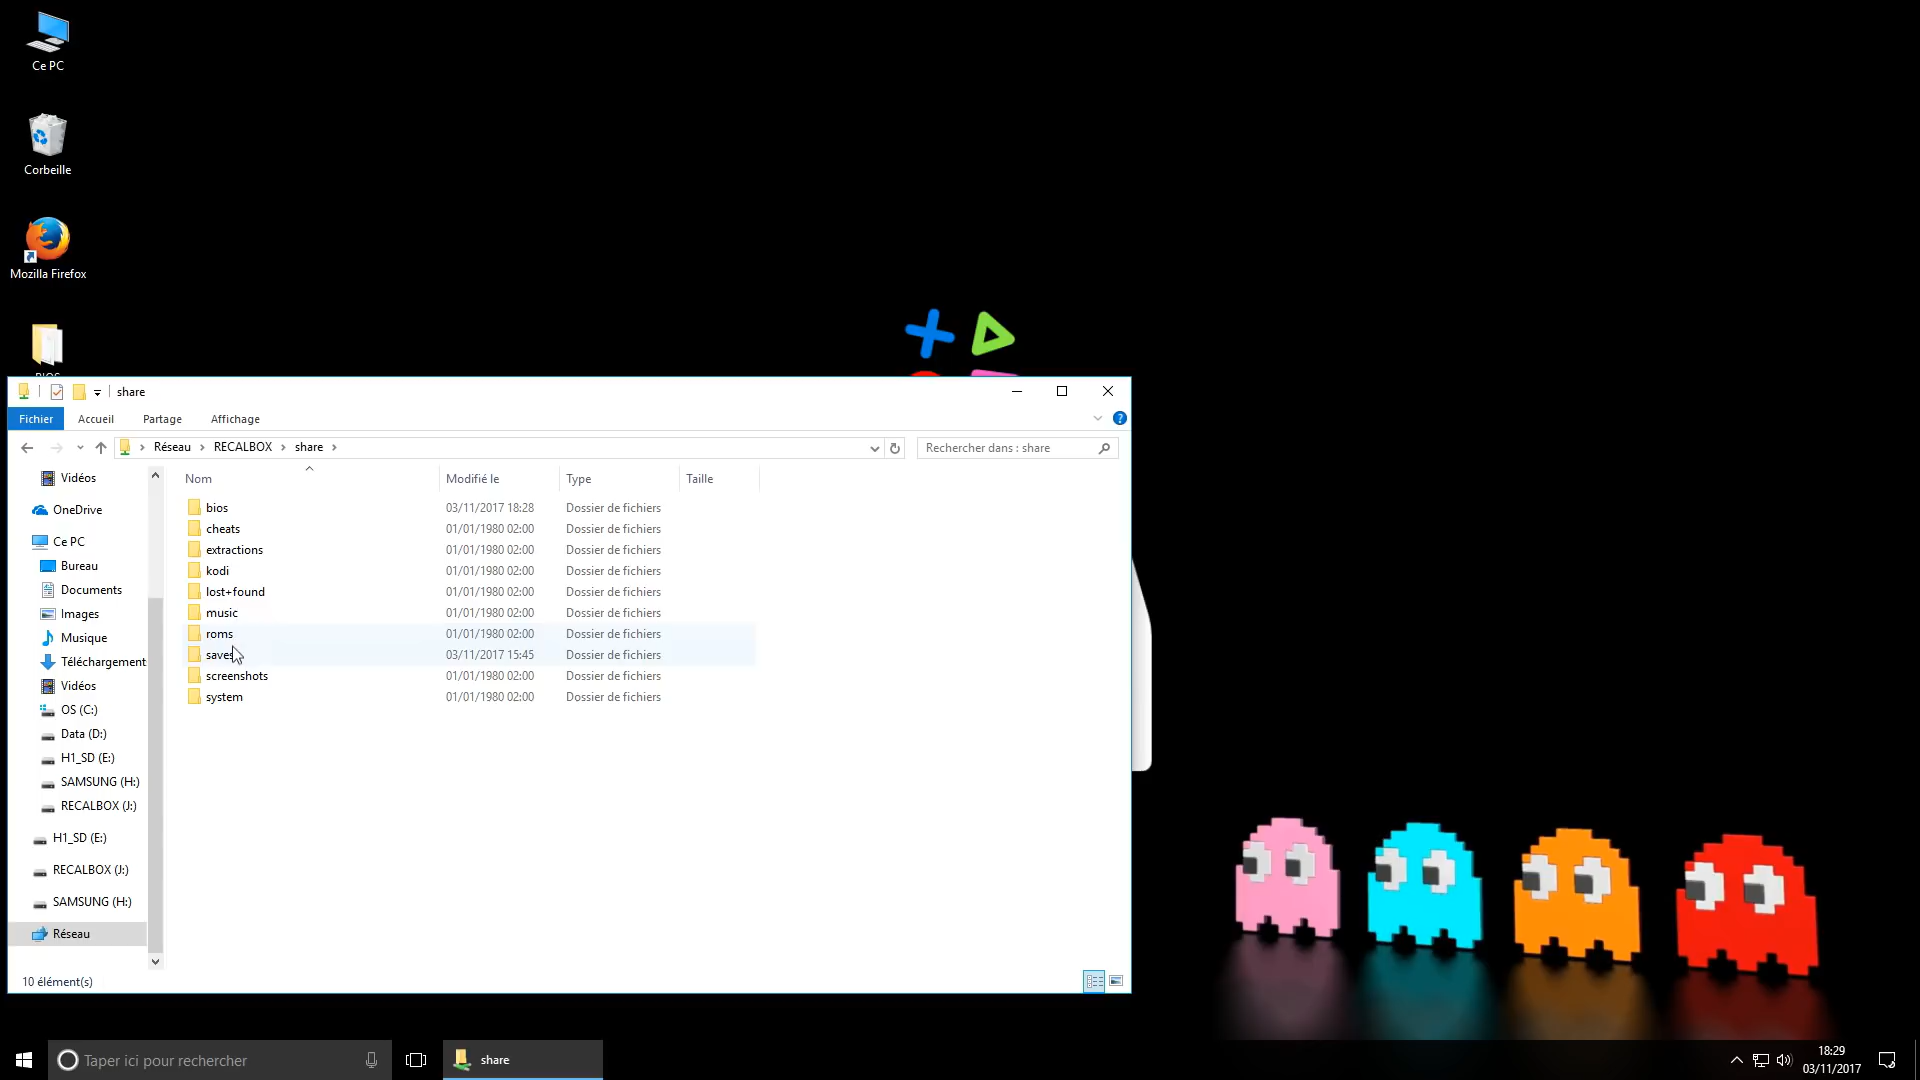 Ce PC
Corbeille
Mozilla Firefox
share
Fichier Accueil Partage Affichage
Réseau RECALBOX share
Rechercher dans : share
Vidéos
OneDrive
Ce PC
Bureau
Documents
Images
Musique
Téléchargement
Vidéos
OS (C:)
Data (D:)
H1_SD (E:)
SAMSUNG (H:)
RECALBOX (J:)
H1_SD (E:)
RECALBOX (J:)
SAMSUNG (H:)
Réseau
Nom Modifié le Type Taille
bios 03/11/2017 18:28 Dossier de fichiers
cheats 01/01/1980 02:00 Dossier de fichiers
extractions 01/01/1980 02:00 Dossier de fichiers
kodi 01/01/1980 02:00 Dossier de fichiers
lost+found 01/01/1980 02:00 Dossier de fichiers
music 01/01/1980 02:00 Dossier de fichiers
roms 01/01/1980 02:00 Dossier de fichiers
saves 03/11/2017 15:45 Dossier de fichiers
screenshots 01/01/1980 02:00 Dossier de fichiers
system 01/01/1980 02:00 Dossier de fichiers
10 élément(s)
Taper ici pour rechercher
share
18:29
03/11/2017